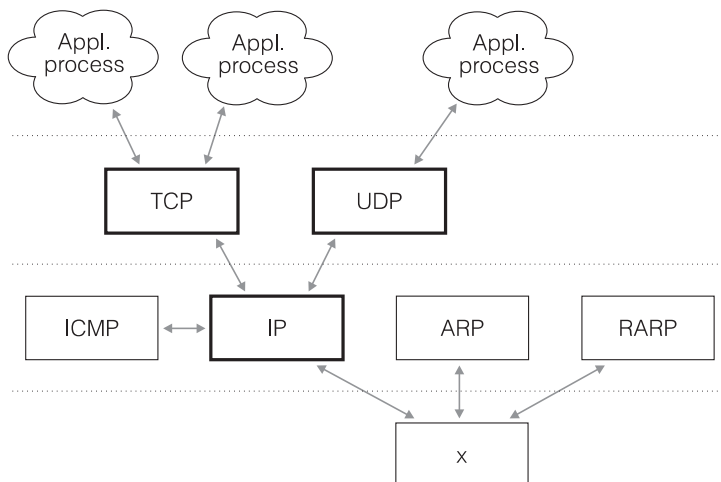 Appl.
process
Appl.
process
Appl.
process
TCP
UDP
ICMP
IP
ARP
RARP
x